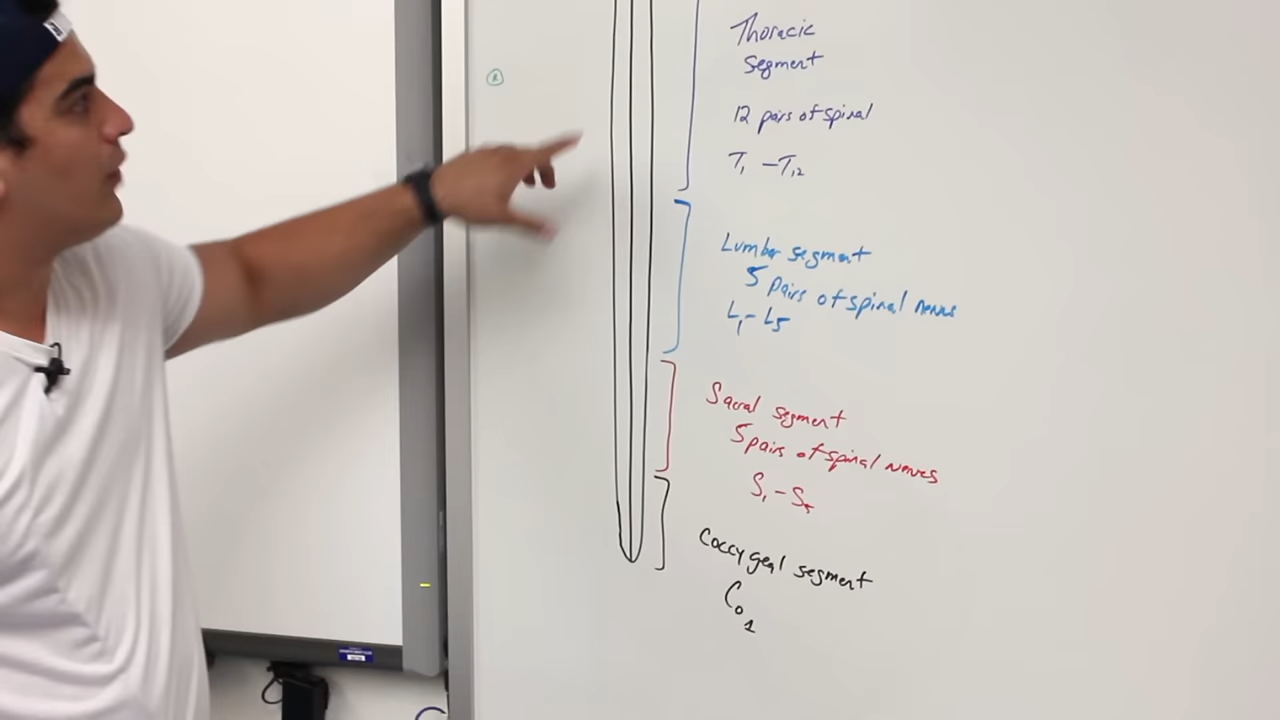 Thoracic
segment
12 pairs of spinal
T₁ – T₁₂
Lumbar segment
5 pairs of spinal nerves
L₁ – L₅
Sacral segment
5 pairs of spinal nerves
S₁ – S₅
Coccygeal segment
Co₁